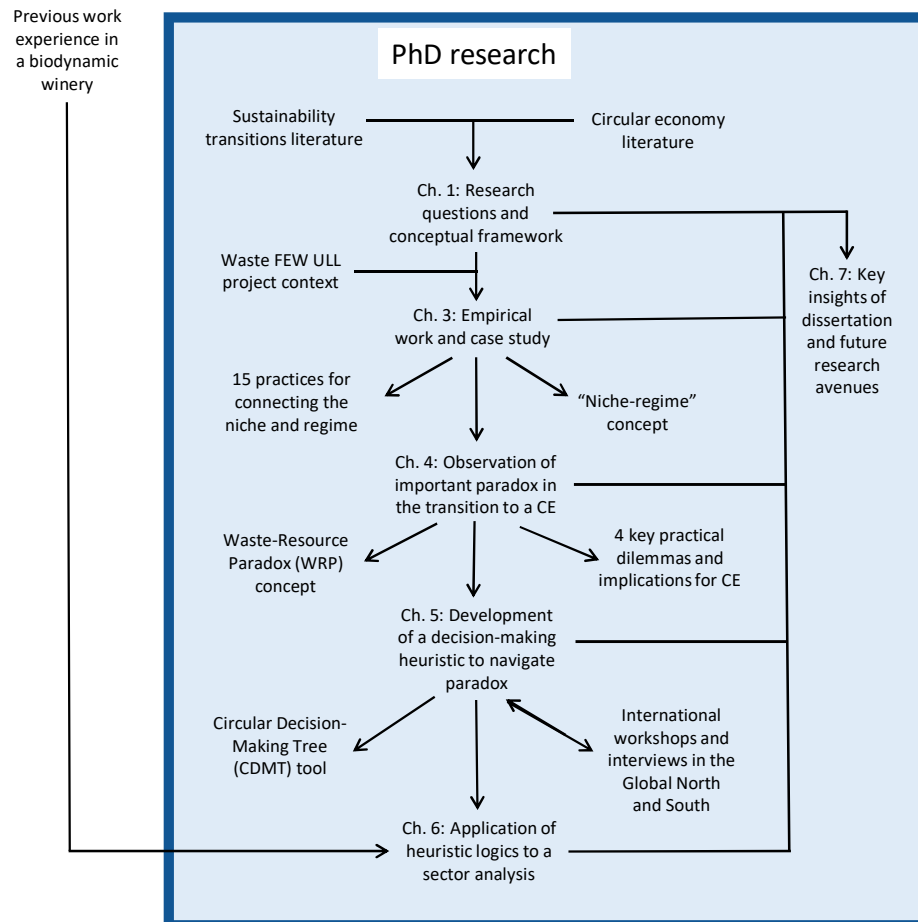 Previous work
experience in
a biodynamic
winery
PhD research
Sustainability
transitions literature
Circular economy
literature
Ch. 1: Research
questions and
conceptual framework
Waste FEW ULL
project context
Ch. 7: Key
insights of
dissertation
and future
research
avenues
Ch. 3: Empirical
work and case study
15 practices for
connecting the
niche and regime
“Niche-regime”
concept
Ch. 4: Observation of
important paradox in
the transition to a CE
Waste-Resource
Paradox (WRP)
concept
4 key practical
dilemmas and
implications for CE
Ch. 5: Development
of a decision-making
heuristic to navigate
paradox
Circular Decision-
Making Tree
(CDMT) tool
International
workshops and
interviews in the
Global North
and South
Ch. 6: Application of
heuristic logics to a
sector analysis